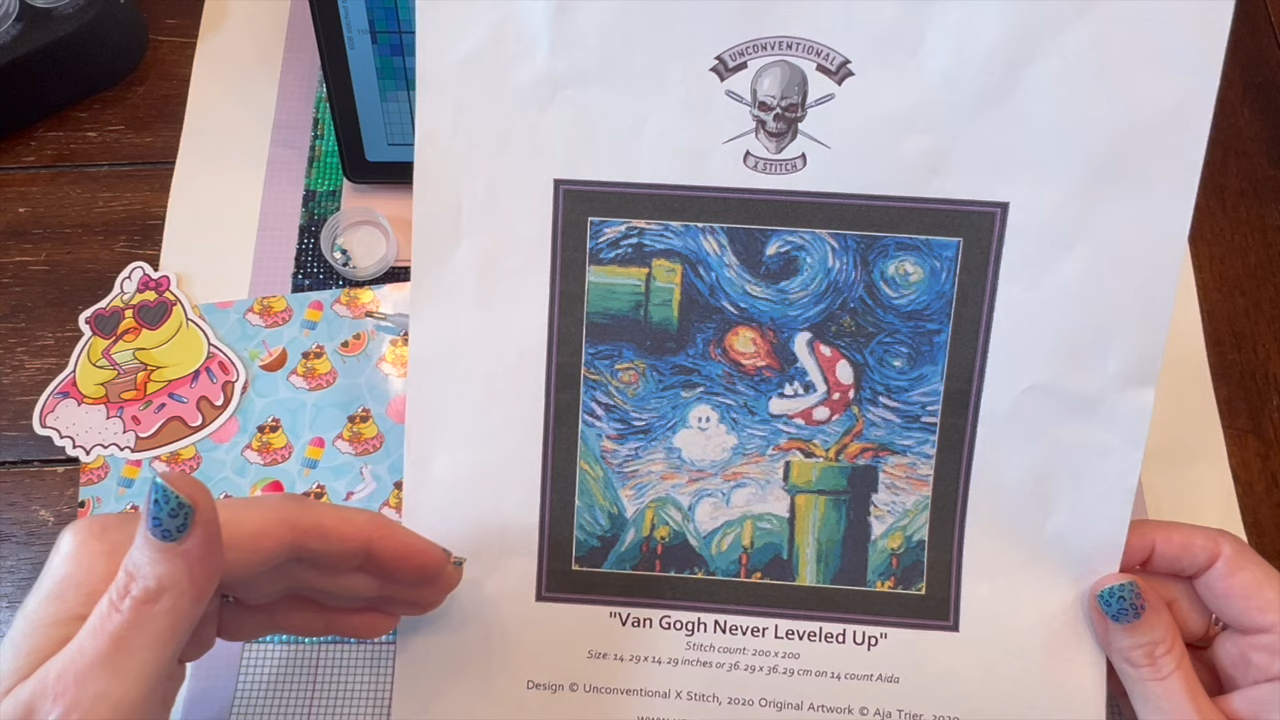 UNCONVENTIONAL
X STITCH
"Van Gogh Never Leveled Up"
Stitch count: 200 x 200
Size: 14.29 x 14.29 inches or 36.29 x 36.29 cm on 14 count Aida
Design © Unconventional X Stitch, 2020 Original Artwork © Aja Trier, 2020